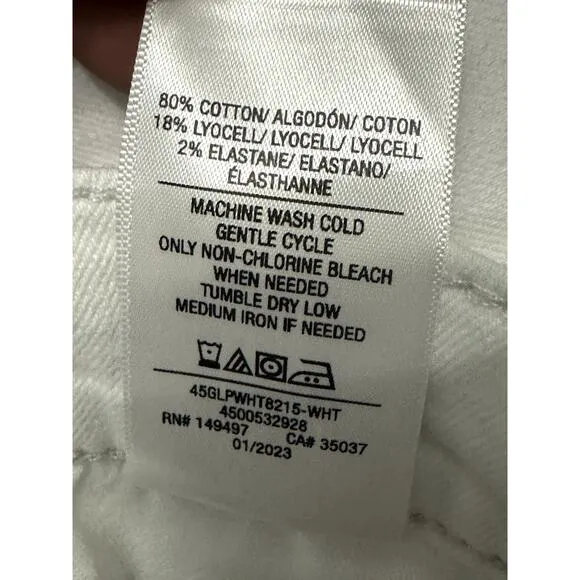 80% COTTON/ ALGODÓN/ COTON
18% LYOCELL/ LYOCELL/ LYOCELL
2% ELASTANE/ ELASTANO/
ÉLASTHANNE
MACHINE WASH COLD
GENTLE CYCLE
ONLY NON-CHLORINE BLEACH
WHEN NEEDED
TUMBLE DRY LOW
MEDIUM IRON IF NEEDED
45GLPWHT8215-WHT
4500532928
RN# 149497 CA# 35037
01/2023